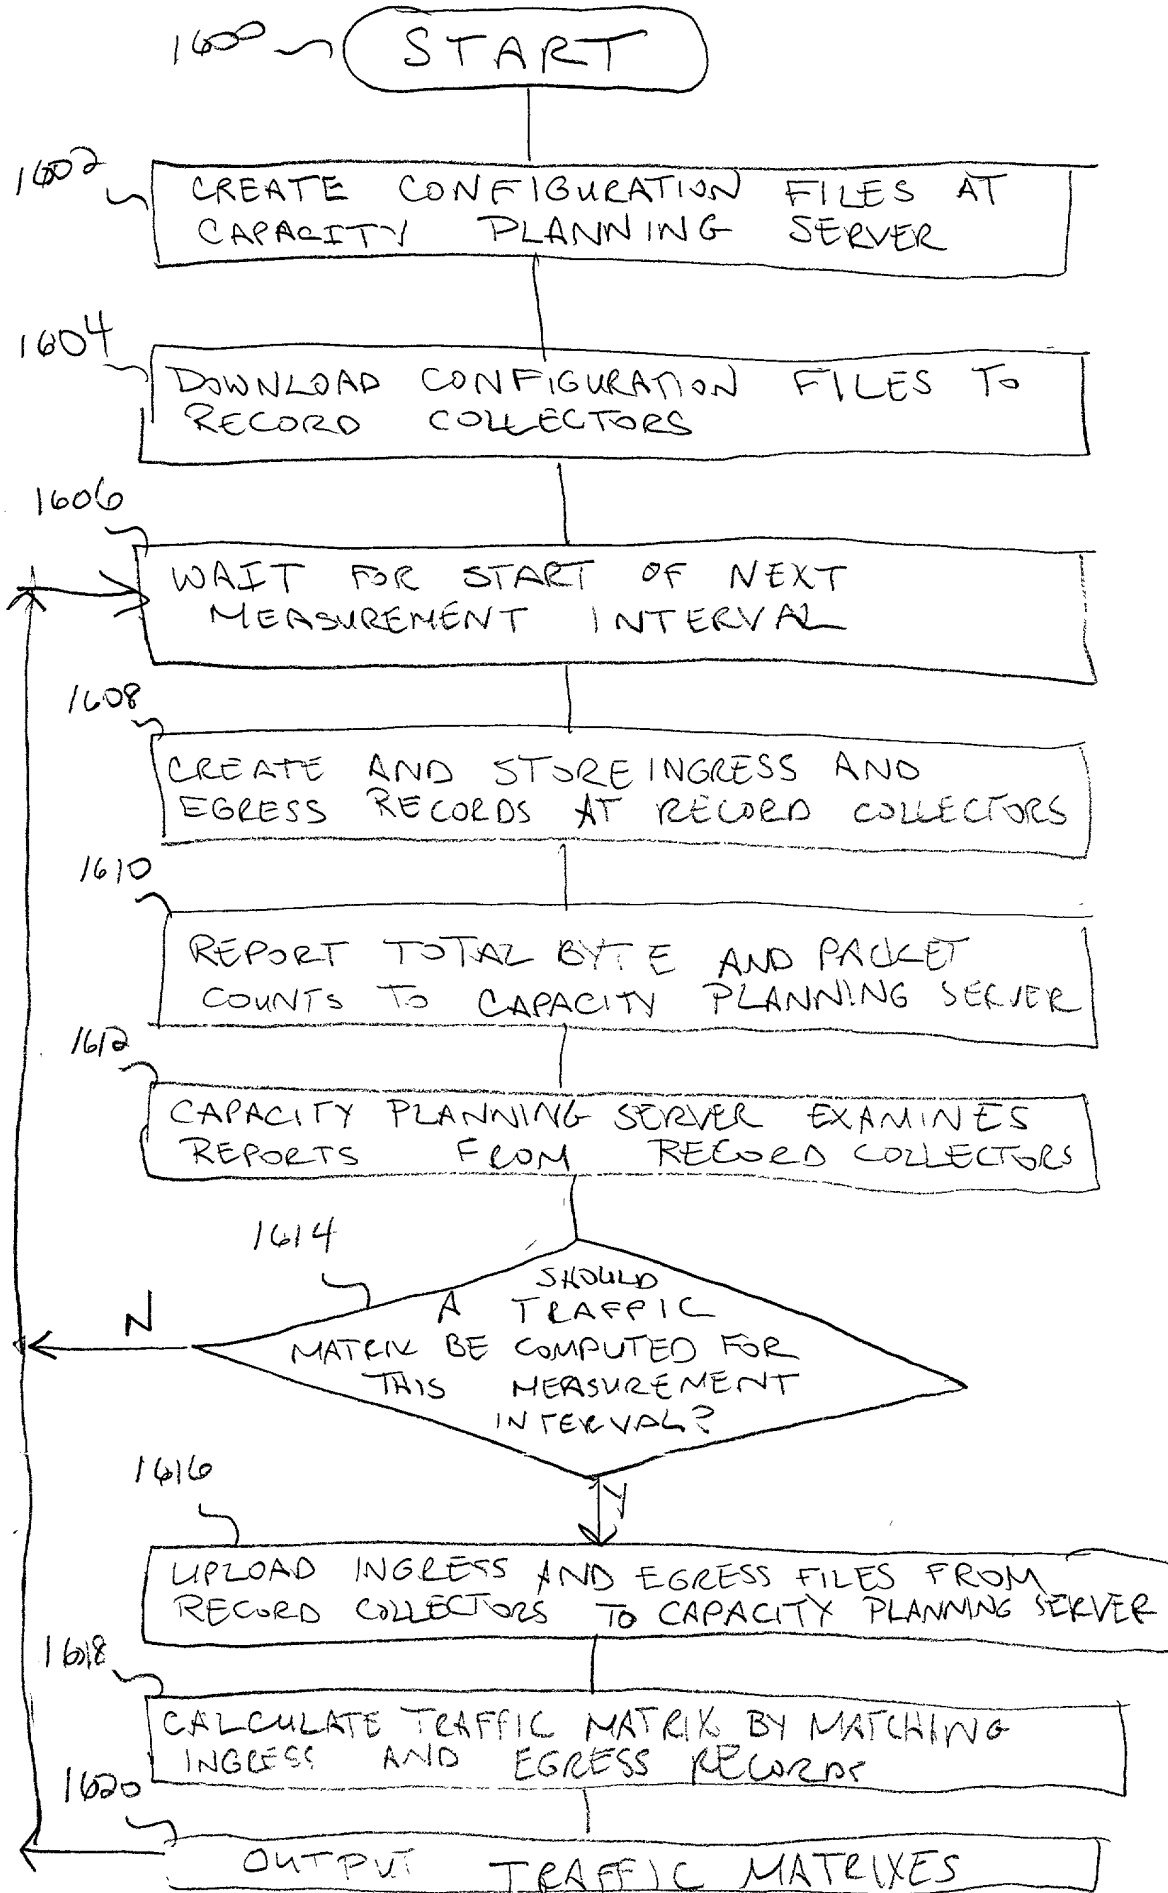 1600
START
1602
CREATE CONFIGURATION FILES AT
CAPACITY PLANNING SERVER
1604
DOWNLOAD CONFIGURATION FILES TO
RECORD COLLECTORS
1606
WAIT FOR START OF NEXT
MEASUREMENT INTERVAL
1608
CREATE AND STORE INGRESS AND
EGRESS RECORDS AT RECORD COLLECTORS
1610
REPORT TOTAL BYTE AND PACKET
COUNTS TO CAPACITY PLANNING SERVER
1612
CAPACITY PLANNING SERVER EXAMINES
REPORTS FROM RECORD COLLECTORS
1614
SHOULD
A TRAFFIC
MATRIX BE COMPUTED FOR
THIS MEASUREMENT
INTERVAL?
N
Y
1616
UPLOAD INGRESS AND EGRESS FILES FROM
RECORD COLLECTORS TO CAPACITY PLANNING SERVER
1618
CALCULATE TRAFFIC MATRIX BY MATCHING
INGRESS AND EGRESS RECORDS
1620
OUTPUT TRAFFIC MATRIXES